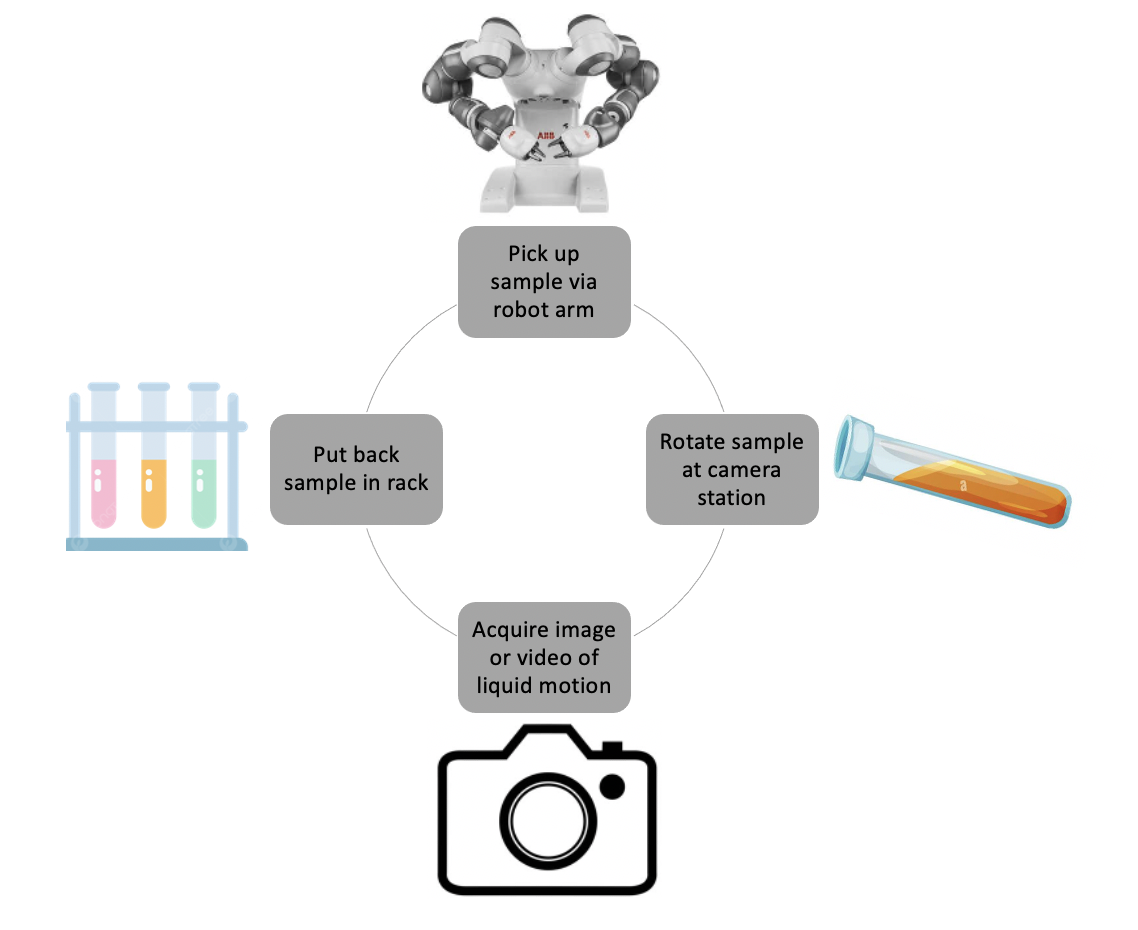 ABB
Pick up
sample via
robot arm
Rotate sample
at camera
station
a
Acquire image
or video of
liquid motion
Put back
sample in rack